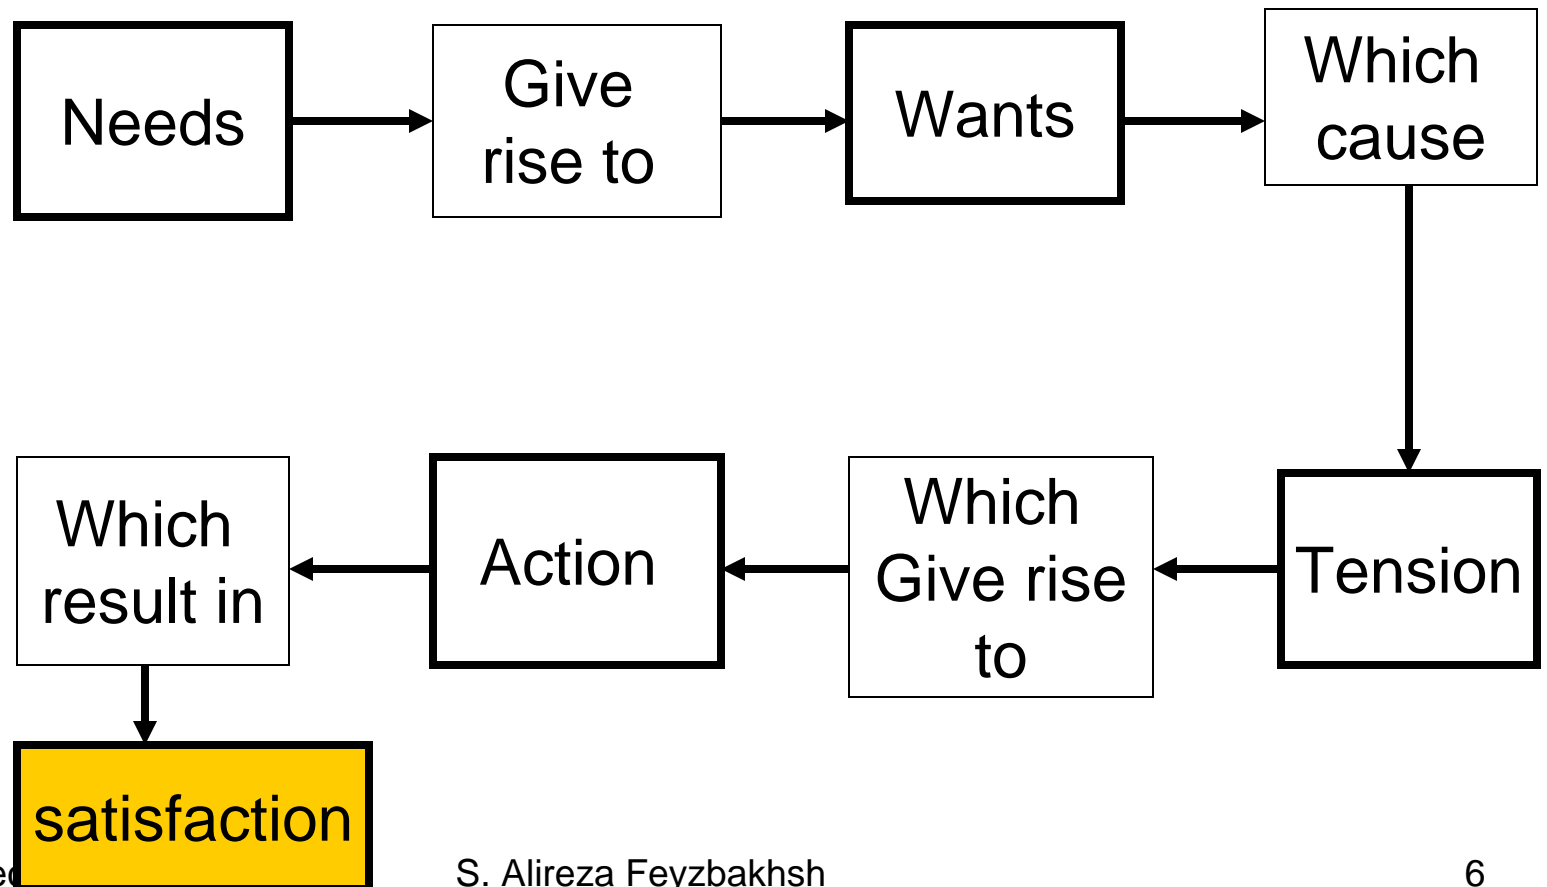 Needs
Give
rise to
Wants
Which
cause
Tension
Which
Give rise
to
Action
Which
result in
satisfaction
S. Alireza Feyzbakhsh
6